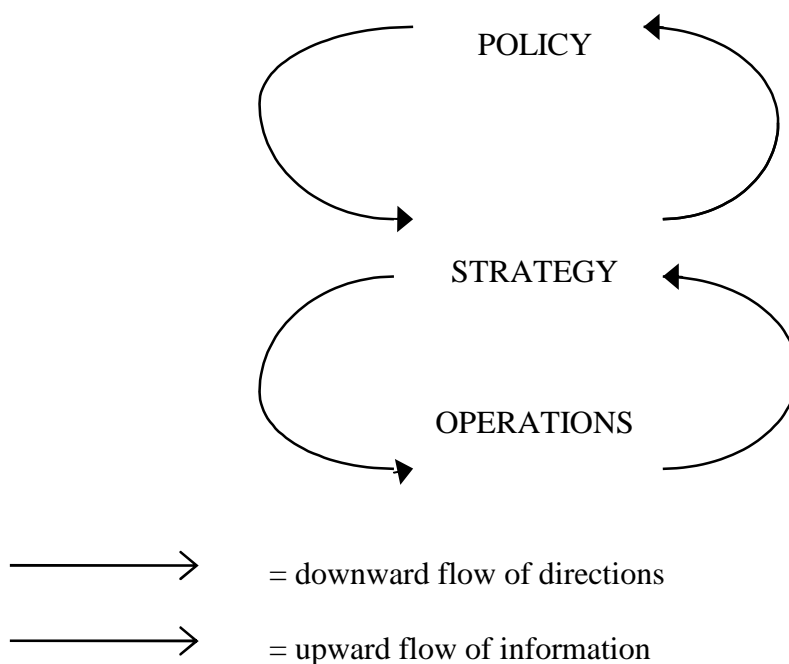 POLICY
STRATEGY
OPERATIONS
= downward flow of directions
= upward flow of information